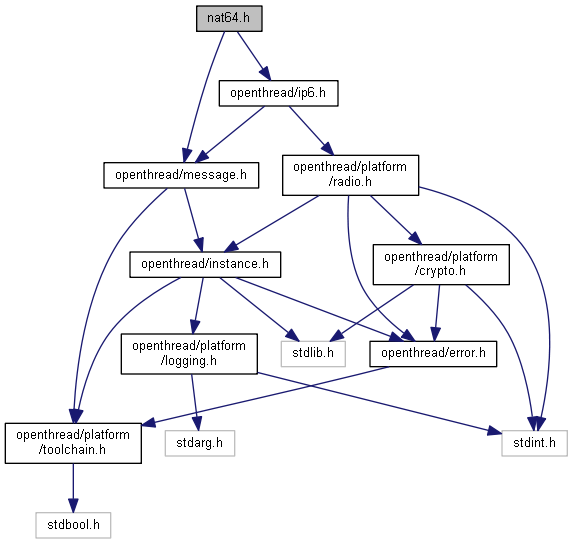 nat64.h
openthread/ip6.h
openthread/message.h
openthread/platform
/radio.h
openthread/instance.h
openthread/platform
/crypto.h
openthread/platform
/logging.h
stdlib.h
openthread/error.h
openthread/platform
/toolchain.h
stdarg.h
stdint.h
stdbool.h